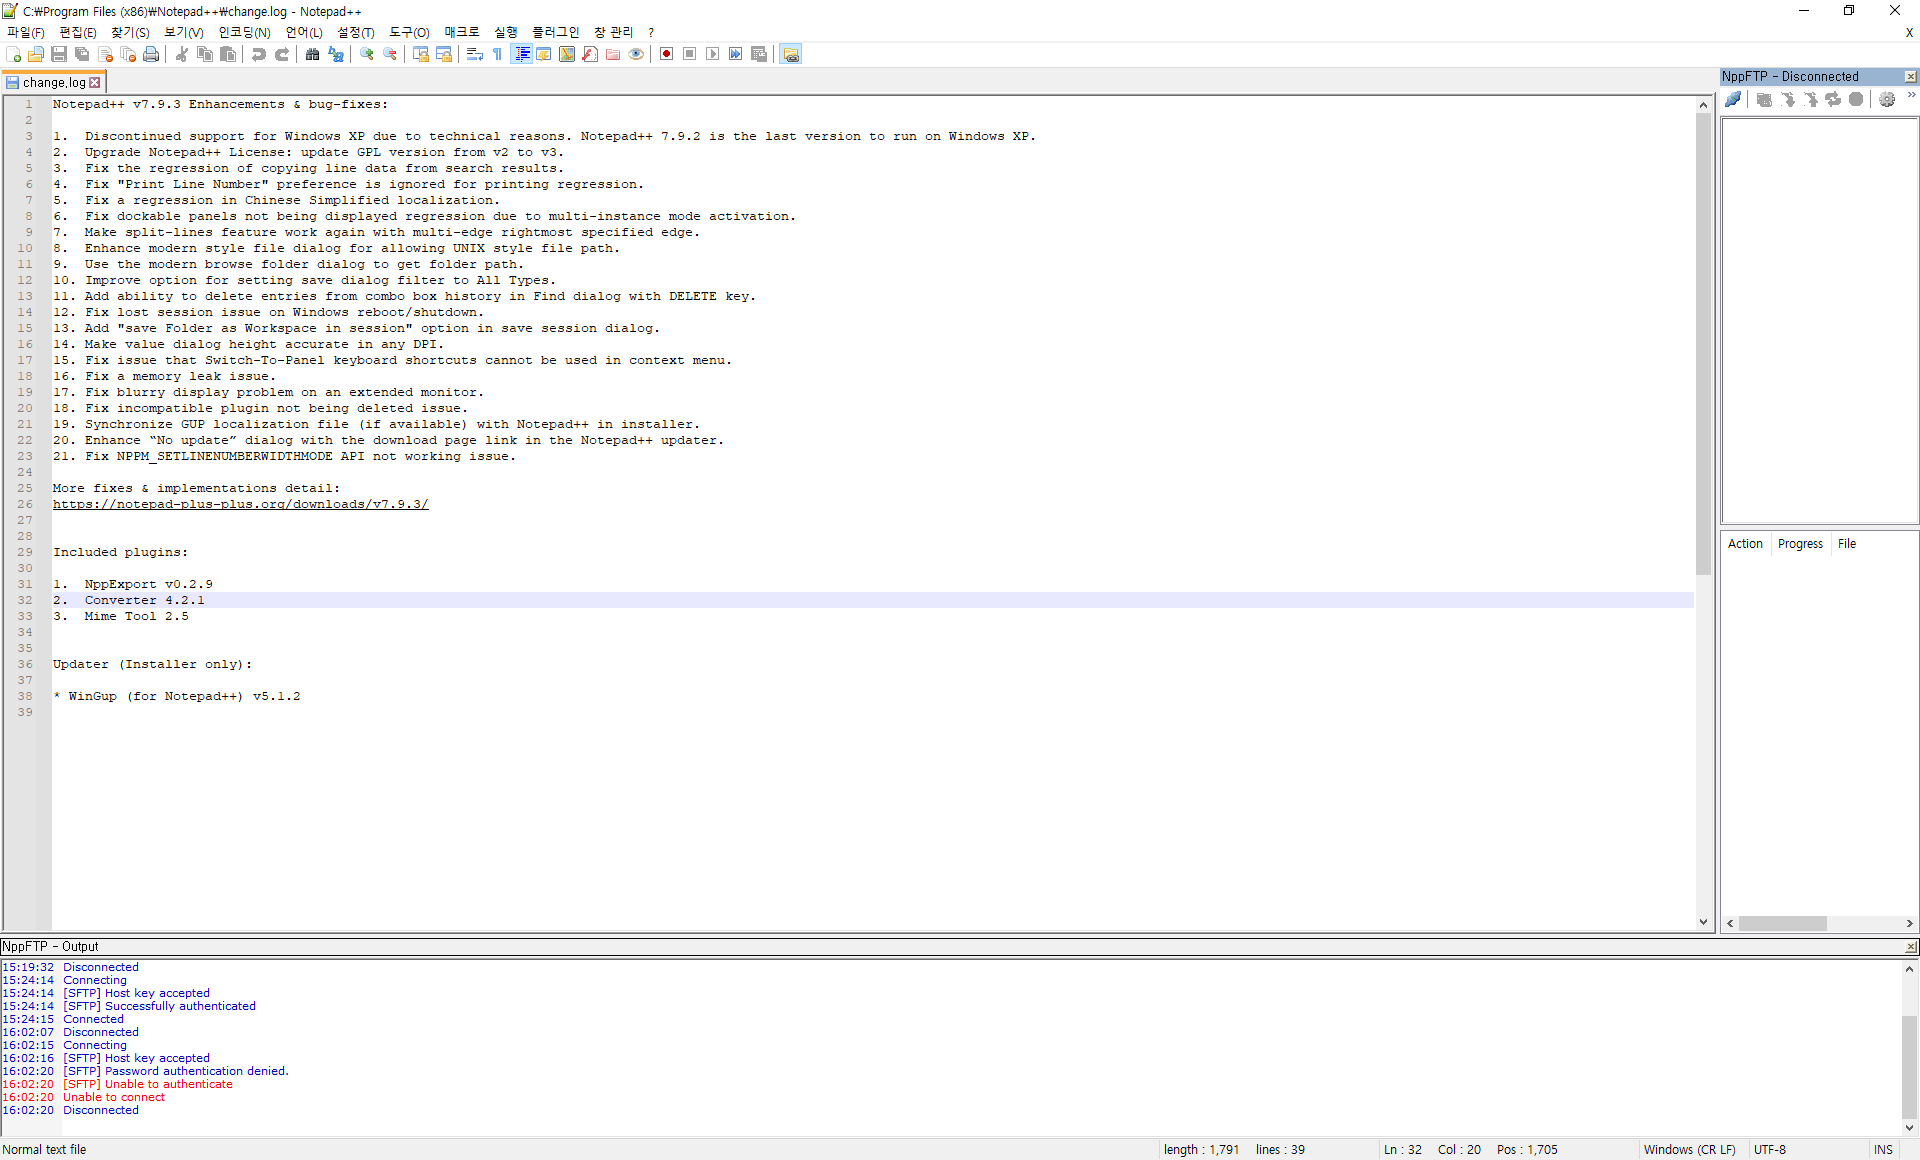 C:₩Program Files (x86)₩Notepad++₩change.log - Notepad++
파일(F) 편집(E) 찾기(S) 보기(V) 인코딩(N) 언어(L) 설정(T) 도구(O) 매크로 실행 플러그인 창 관리 ? X
change.log
1 Notepad++ v7.9.3 Enhancements & bug-fixes:
2
3 1. Discontinued support for Windows XP due to technical reasons. Notepad++ 7.9.2 is the last version to run on Windows XP.
4 2. Upgrade Notepad++ License: update GPL version from v2 to v3.
5 3. Fix the regression of copying line data from search results.
6 4. Fix "Print Line Number" preference is ignored for printing regression.
7 5. Fix a regression in Chinese Simplified localization.
8 6. Fix dockable panels not being displayed regression due to multi-instance mode activation.
9 7. Make split-lines feature work again with multi-edge rightmost specified edge.
10 8. Enhance modern style file dialog for allowing UNIX style file path.
11 9. Use the modern browse folder dialog to get folder path.
12 10. Improve option for setting save dialog filter to All Types.
13 11. Add ability to delete entries from combo box history in Find dialog with DELETE key.
14 12. Fix lost session issue on Windows reboot/shutdown.
15 13. Add "save Folder as Workspace in session" option in save session dialog.
16 14. Make value dialog height accurate in any DPI.
17 15. Fix issue that Switch-To-Panel keyboard shortcuts cannot be used in context menu.
18 16. Fix a memory leak issue.
19 17. Fix blurry display problem on an extended monitor.
20 18. Fix incompatible plugin not being deleted issue.
21 19. Synchronize GUP localization file (if available) with Notepad++ in installer.
22 20. Enhance “No update” dialog with the download page link in the Notepad++ updater.
23 21. Fix NPPM_SETLINENUMBERWIDTHMODE API not working issue.
24
25 More fixes & implementations detail:
26 https://notepad-plus-plus.org/downloads/v7.9.3/
27
28
29 Included plugins:
30
31 1. NppExport v0.2.9
32 2. Converter 4.2.1
33 3. Mime Tool 2.5
34
35
36 Updater (Installer only):
37
38 * WinGup (for Notepad++) v5.1.2
39
NppFTP - Disconnected
Action Progress File
NppFTP - Output
15:19:32 Disconnected
15:24:14 Connecting
15:24:14 [SFTP] Host key accepted
15:24:14 [SFTP] Successfully authenticated
15:24:15 Connected
16:02:07 Disconnected
16:02:15 Connecting
16:02:16 [SFTP] Host key accepted
16:02:20 [SFTP] Password authentication denied.
16:02:20 [SFTP] Unable to authenticate
16:02:20 Unable to connect
16:02:20 Disconnected
Normal text file length : 1,791 lines : 39 Ln : 32 Col : 20 Pos : 1,705 Windows (CR LF) UTF-8 INS